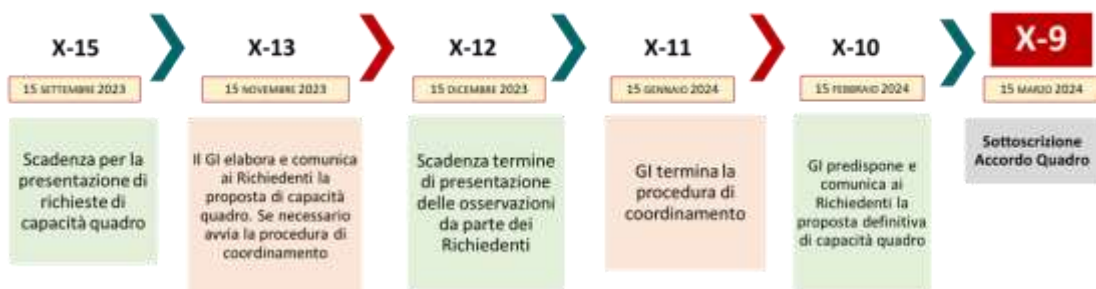 X-15
15 SETTEMBRE 2023
Scadenza per la
presentazione di
richieste di
capacità quadro
X-13
15 NOVEMBRE 2023
Il GI elabora e comunica
ai Richiedenti la
proposta di capacità
quadro. Se necessario
avvia la procedura di
coordinamento
X-12
15 DICEMBRE 2023
Scadenza termine
di presentazione
delle osservazioni
da parte dei
Richiedenti
X-11
15 GENNAIO 2024
GI termina la
procedura di
coordinamento
X-10
15 FEBBRAIO 2024
GI predispone e
comunica ai
Richiedenti la
proposta definitiva
di capacità quadro
X-9
15 MARZO 2024
Sottoscrizione
Accordo Quadro